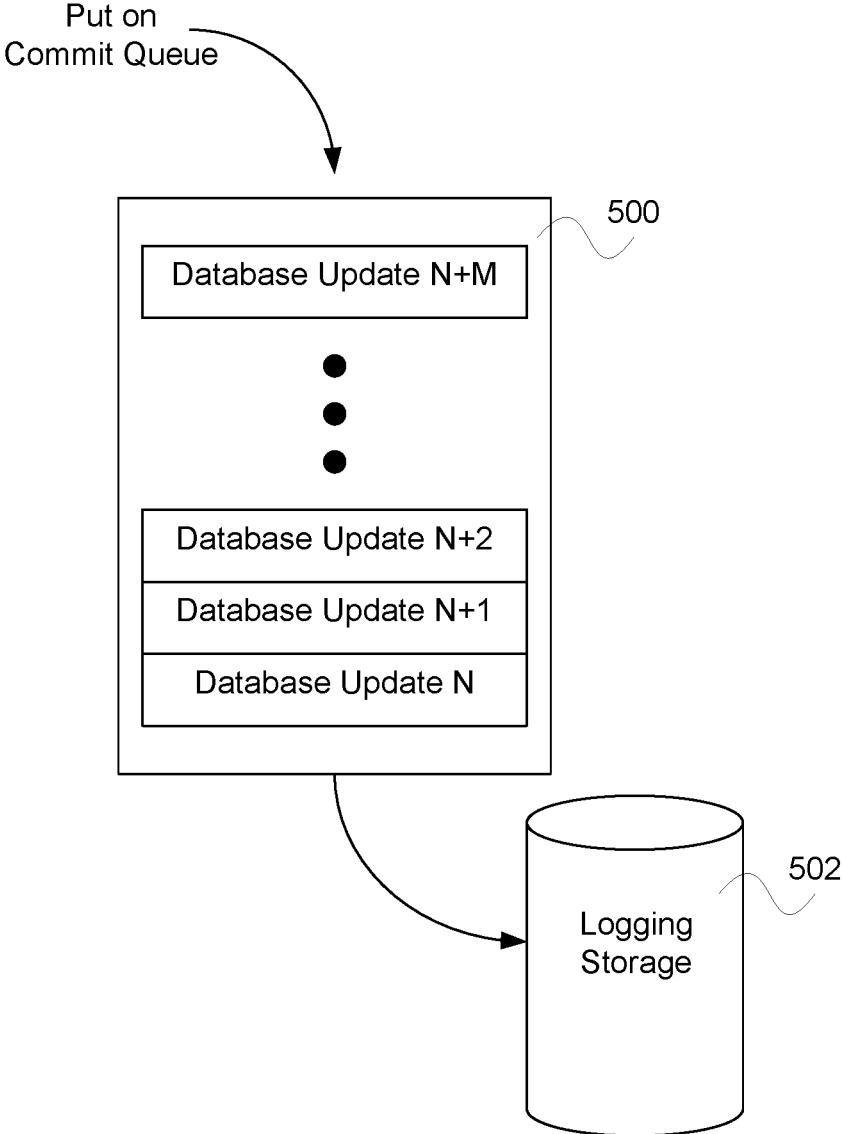 Put on
Commit Queue
500
Database Update N+M
Database Update N+2
Database Update N+1
Database Update N
502
Logging
Storage